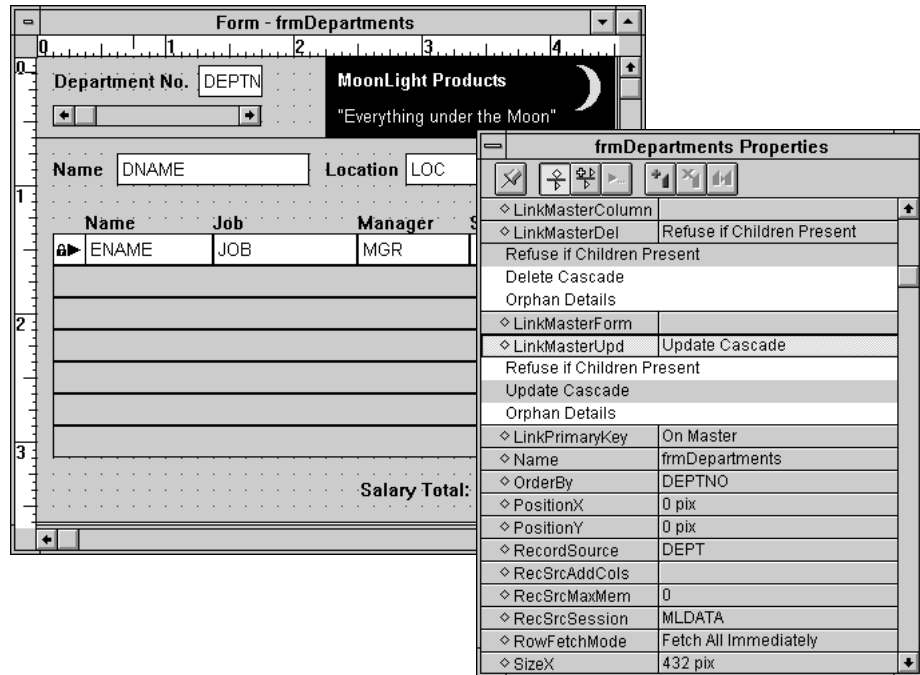 Form - frmDepartments
0 1 2 3 4
0
Department No. DEPTN
MoonLight Products
"Everything under the Moon"
Name DNAME Location LOC
1
Name Job Manager S
ENAME JOB MGR
2
3
Salary Total:
frmDepartments Properties
LinkMasterColumn
LinkMasterDel Refuse if Children Present
Refuse if Children Present
Delete Cascade
Orphan Details
LinkMasterForm
LinkMasterUpd Update Cascade
Refuse if Children Present
Update Cascade
Orphan Details
LinkPrimaryKey On Master
Name frmDepartments
OrderBy DEPTNO
PositionX 0 pix
PositionY 0 pix
RecordSource DEPT
RecSrcAddCols
RecSrcMaxMem 0
RecSrcSession MLDATA
RowFetchMode Fetch All Immediately
SizeX 432 pix